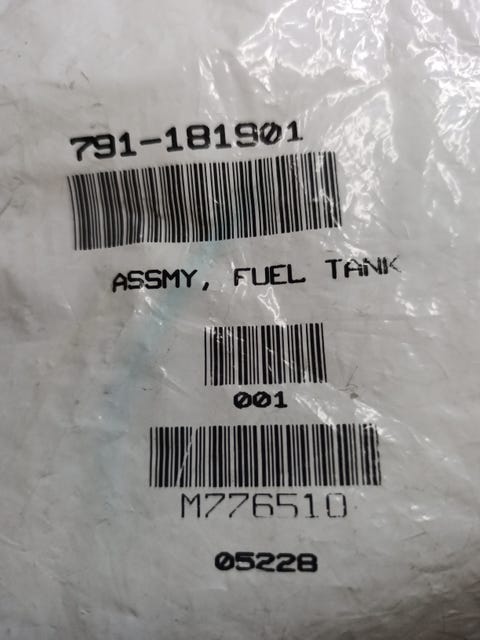 791-181901
ASSMY, FUEL TANK
001
M776510
05228